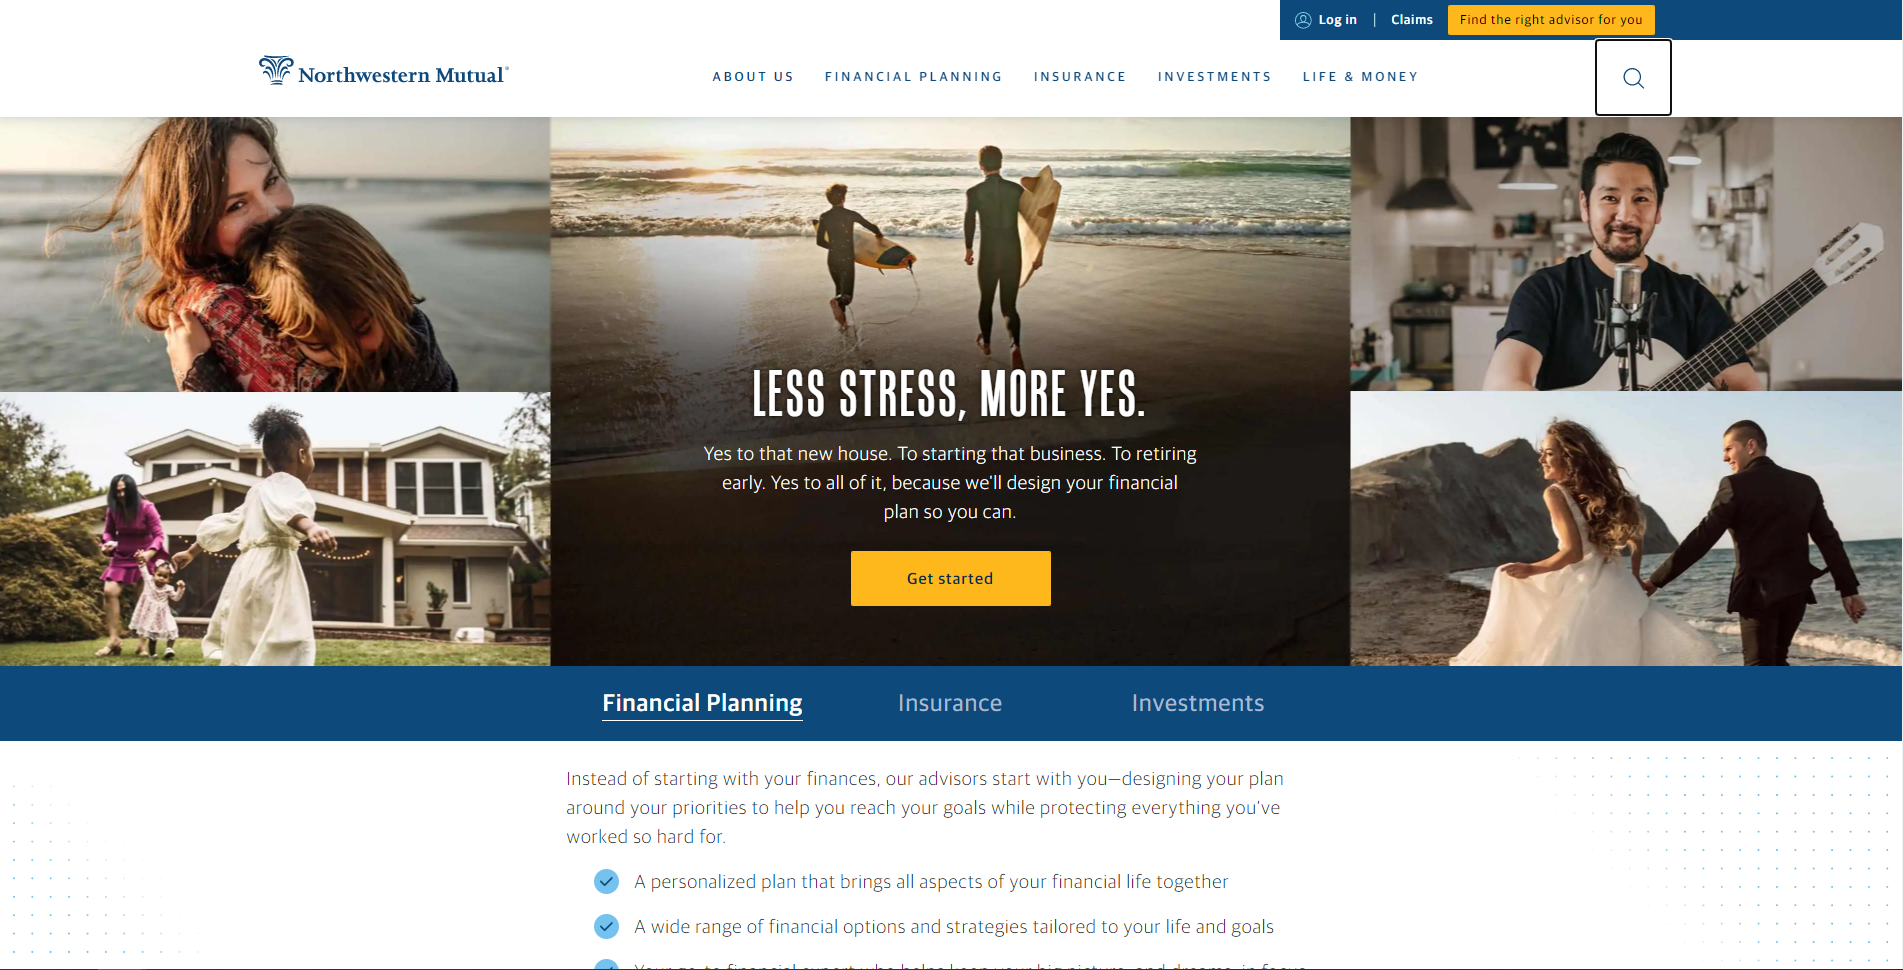 Log in | Claims Find the right advisor for you
Northwestern Mutual®
ABOUT US FINANCIAL PLANNING INSURANCE INVESTMENTS LIFE & MONEY
LESS STRESS, MORE YES.
Yes to that new house. To starting that business. To retiring
early. Yes to all of it, because we'll design your financial
plan so you can.
Get started
Financial Planning Insurance Investments
Instead of starting with your finances, our advisors start with you—designing your plan
around your priorities to help you reach your goals while protecting everything you've
worked so hard for.
A personalized plan that brings all aspects of your financial life together
A wide range of financial options and strategies tailored to your life and goals